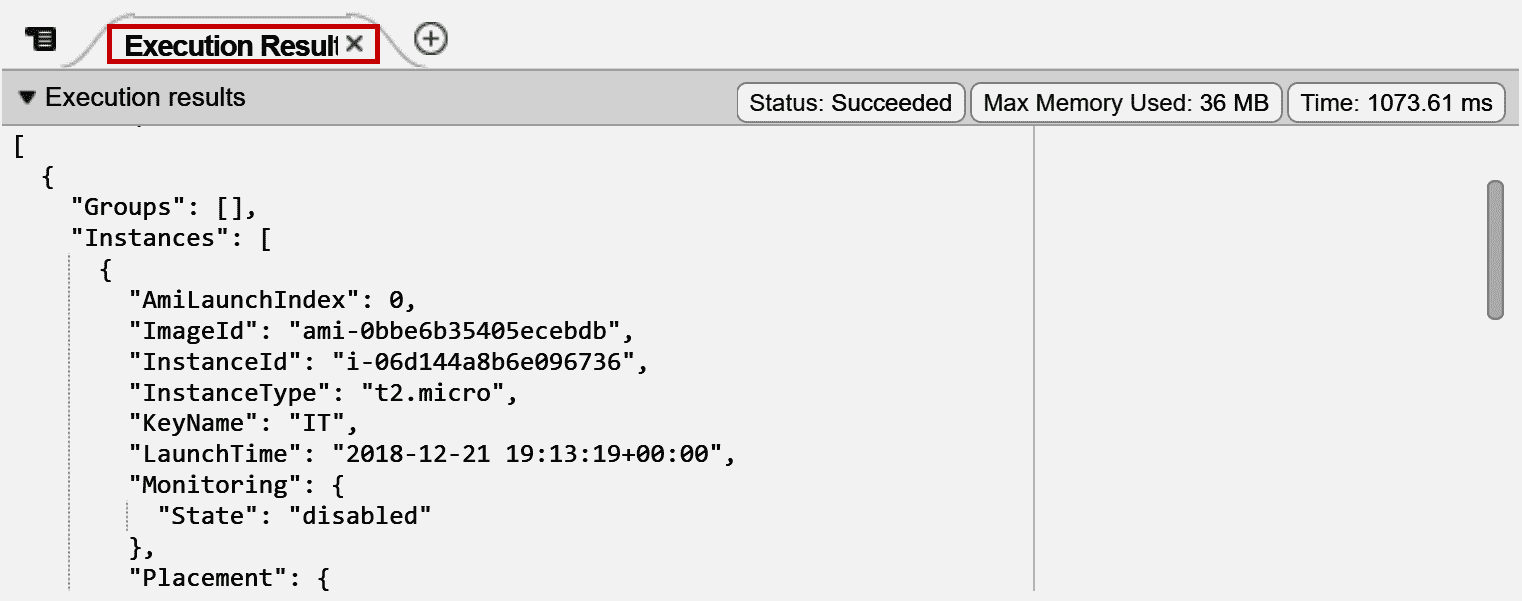 Execution Result
Execution results
Status: Succeeded
Max Memory Used: 36 MB
Time: 1073.61 ms
[
  {
    "Groups": [],
    "Instances": [
      {
        "AmiLaunchIndex": 0,
        "ImageId": "ami-0bbe6b35405ecebdb",
        "InstanceId": "i-06d144a8b6e096736",
        "InstanceType": "t2.micro",
        "KeyName": "IT",
        "LaunchTime": "2018-12-21 19:13:19+00:00",
        "Monitoring": {
          "State": "disabled"
        },
        "Placement": {